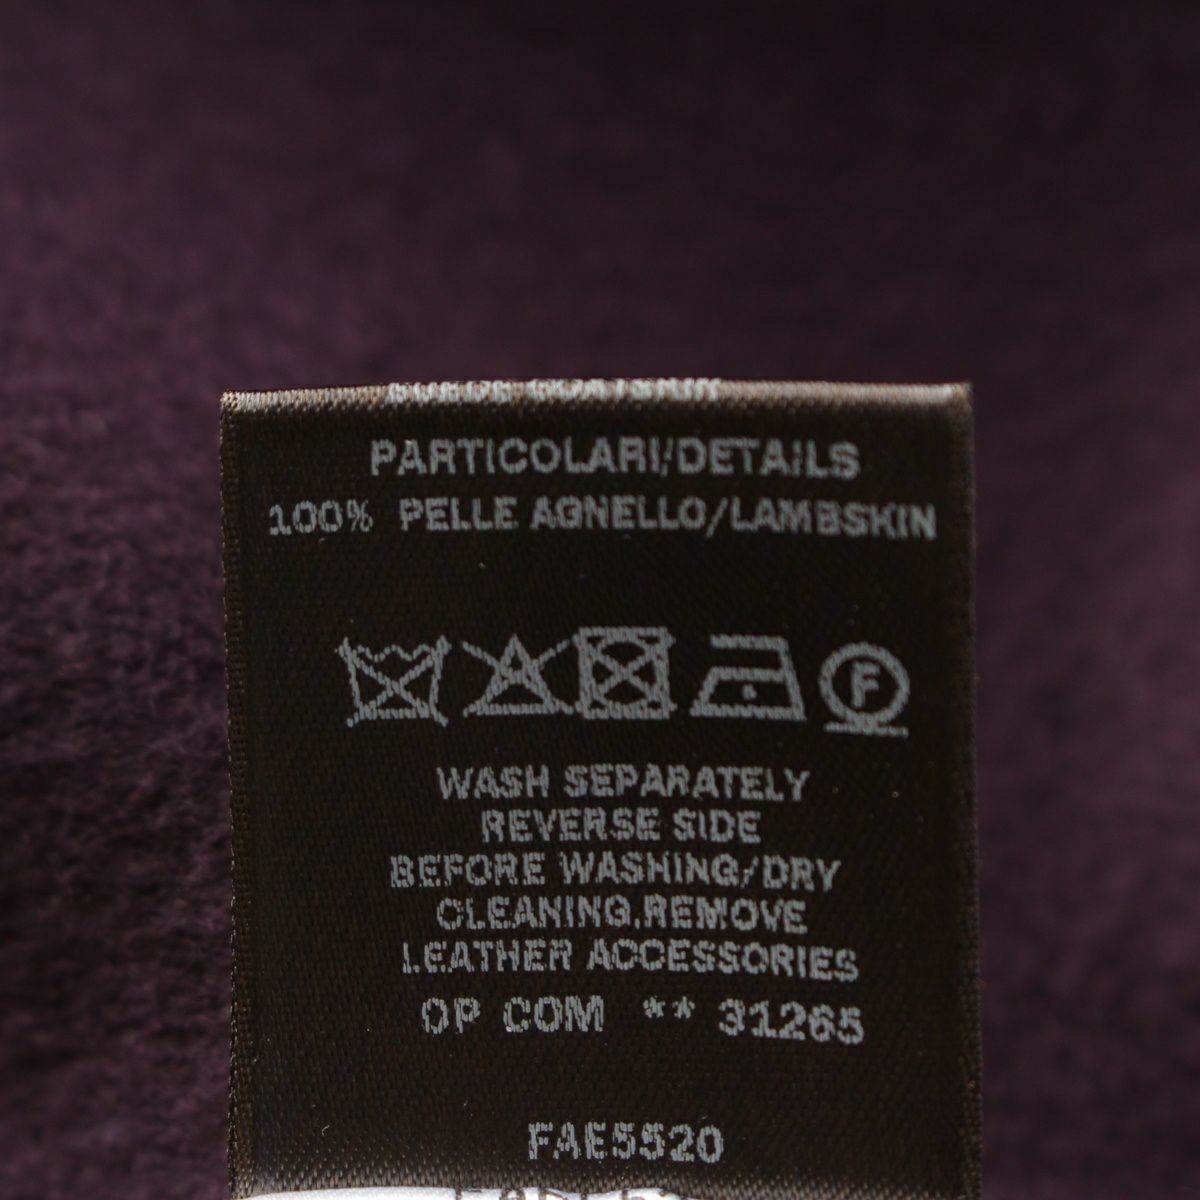 PARTICOLARI/DETAILS
100% PELLE AGNELLO/LAMBSKIN
F
WASH SEPARATELY
REVERSE SIDE
BEFORE WASHING/DRY
CLEANING.REMOVE
LEATHER ACCESSORIES
OP COM ** 31265
FAE5520